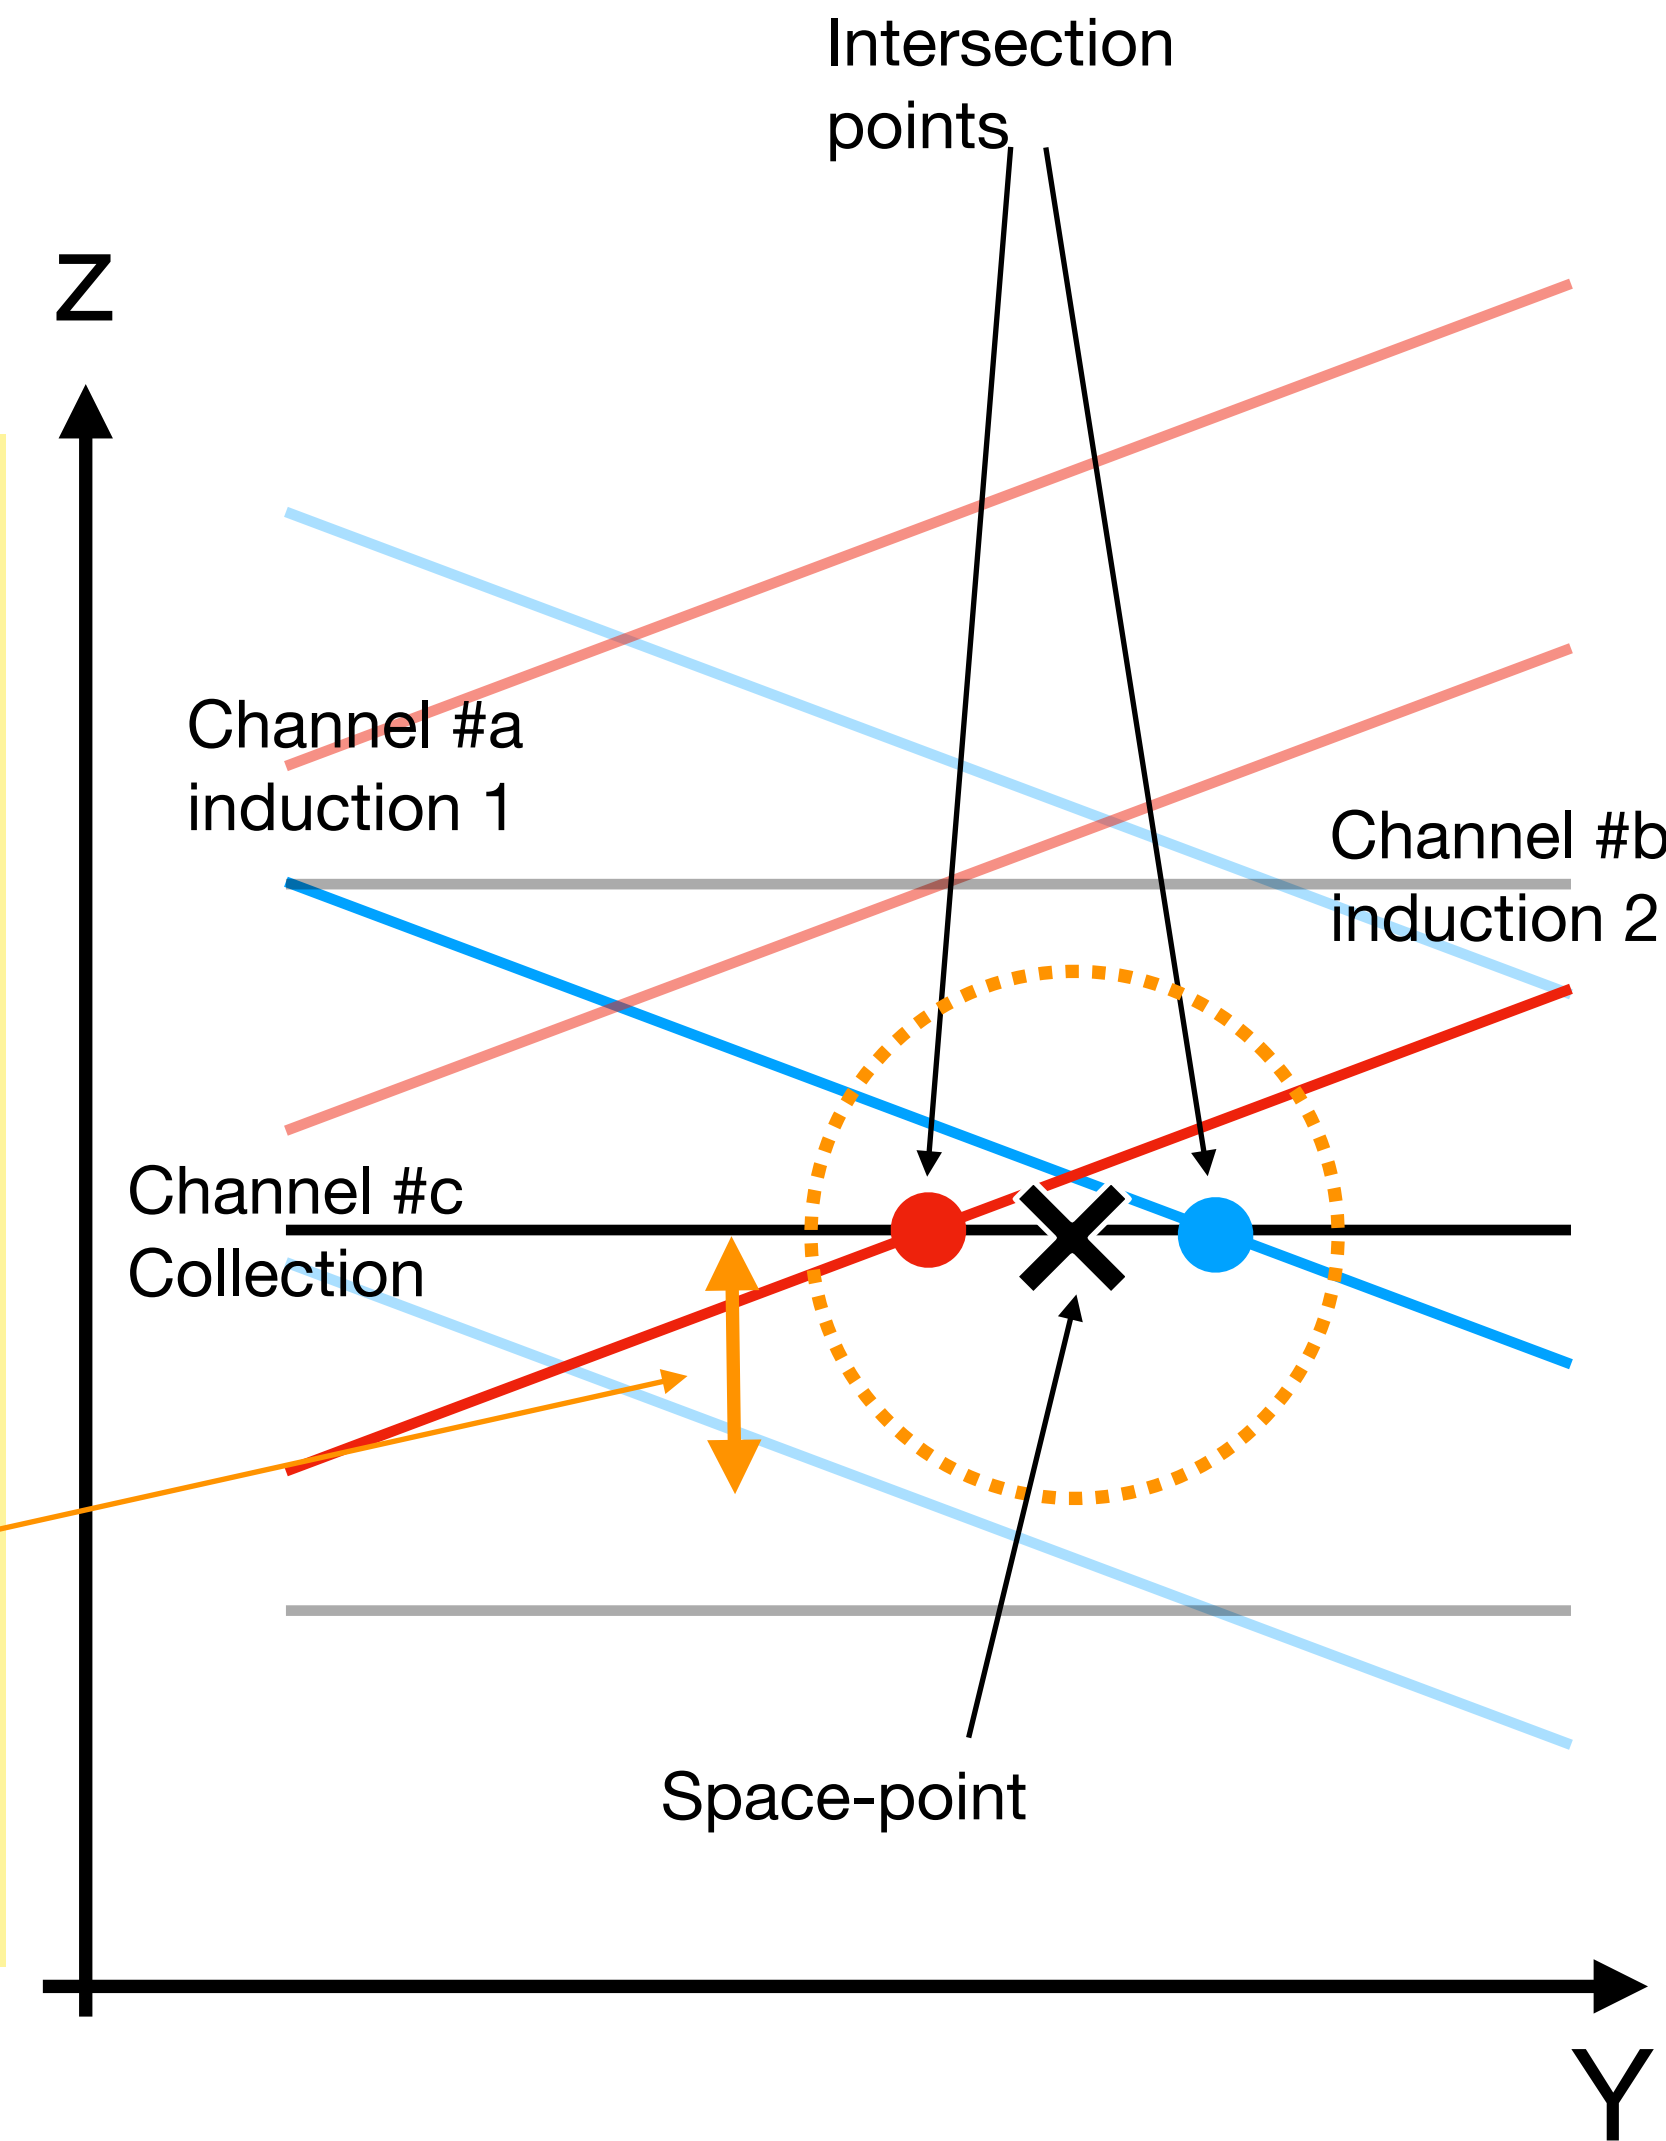 Intersection
points
Z
Channel #a
induction 1
Channel #b
induction 2
Channel #c
Collection
Space-point
Y